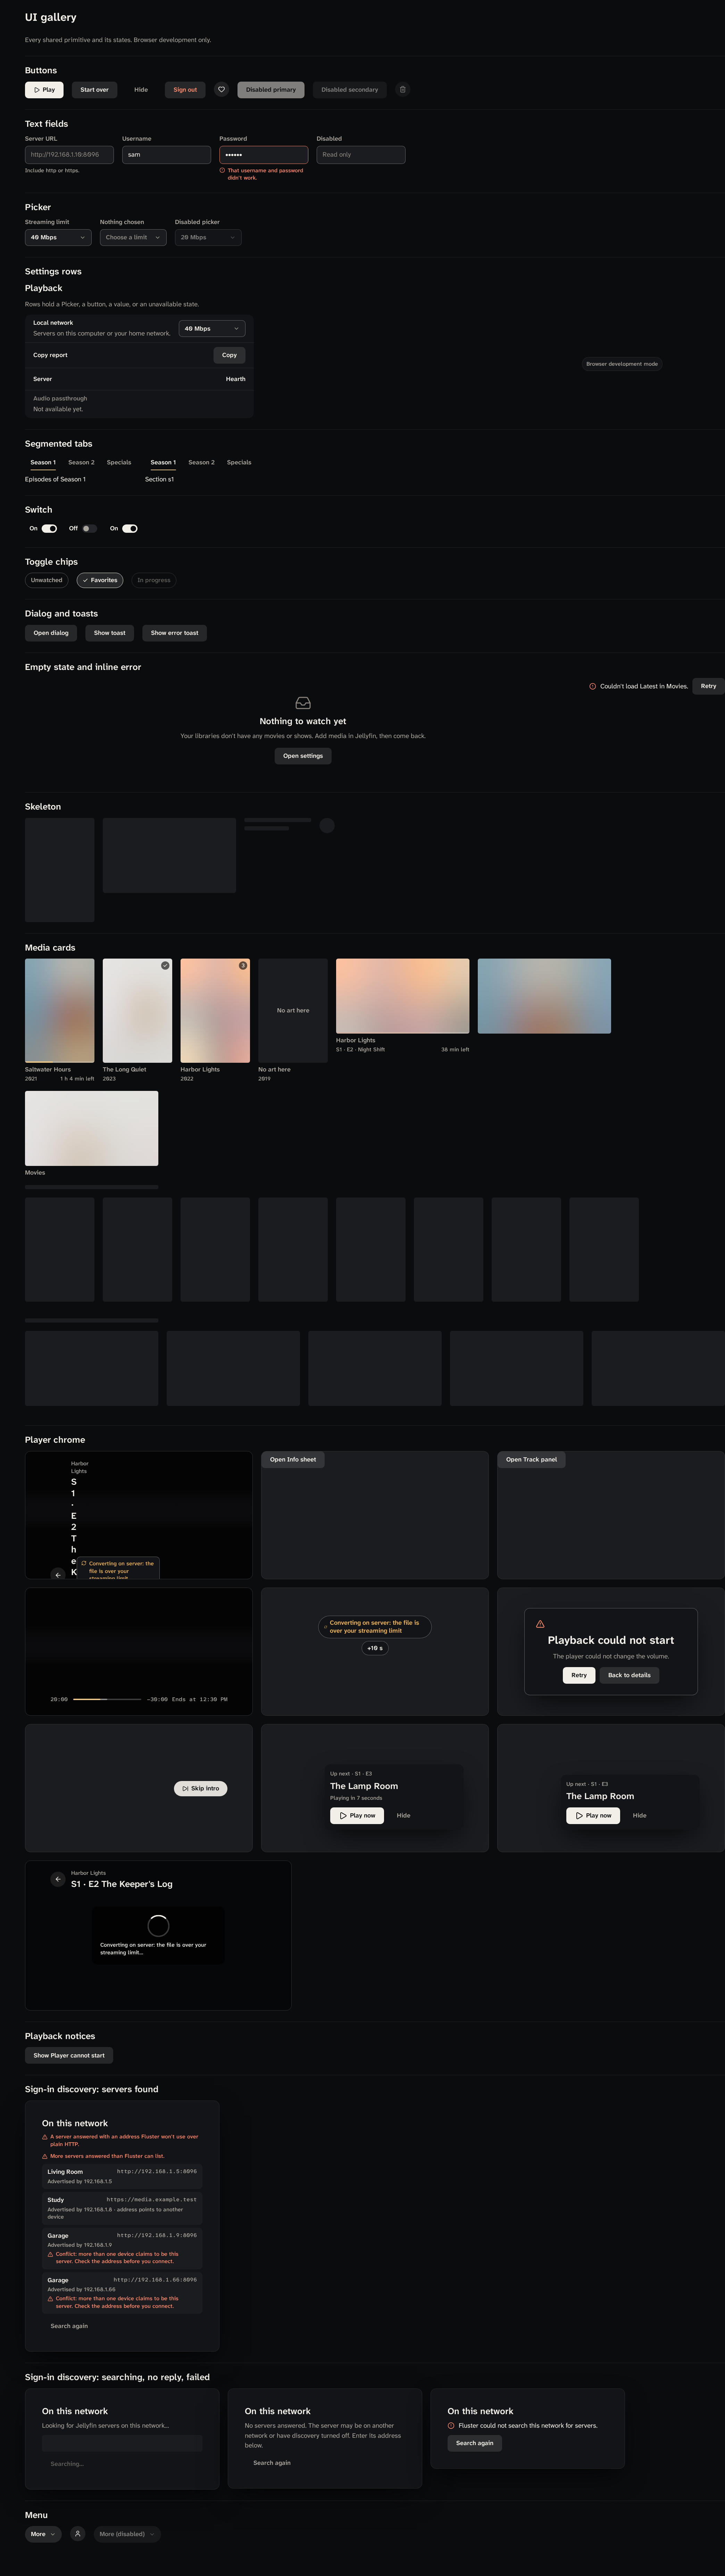 UI gallery
Every shared primitive and its states. Browser development only.
Buttons
Play
Start over
Hide
Sign out
Disabled primary
Disabled secondary
Text fields
Server URL
Username
Password
Disabled
http://192.168.1.10:8096
sam
••••••
Read only
Include http or https.
That username and password
didn't work.
Picker
Streaming limit
Nothing chosen
Disabled picker
40 Mbps
Choose a limit
20 Mbps
Settings rows
Playback
Rows hold a Picker, a button, a value, or an unavailable state.
Local network
Servers on this computer or your home network.
40 Mbps
Copy report
Copy
Browser development mode
Server
Hearth
Audio passthrough
Not available yet.
Segmented tabs
Season 1
Season 2
Specials
Season 1
Season 2
Specials
Episodes of Season 1
Section s1
Switch
On
Off
On
Toggle chips
Unwatched
Favorites
In progress
Dialog and toasts
Open dialog
Show toast
Show error toast
Empty state and inline error
Couldn't load Latest in Movies.
Retry
Nothing to watch yet
Your libraries don't have any movies or shows. Add media in Jellyfin, then come back.
Open settings
Skeleton
Media cards
3
No art here
Harbor Lights
S1 · E2 · Night Shift
36 min left
Saltwater Hours
The Long Quiet
Harbor Lights
No art here
2021
1 h 4 min left
2023
2022
2019
Movies
Player chrome
Harbor
Lights
S
1
·
E
2
T
h
e
K
Converting on server: the
file is over your
streaming limit
Open Info sheet
Open Track panel
20:00
−30:00 Ends at 12:30 PM
Converting on server: the file is
over your streaming limit
+10 s
Playback could not start
The player could not change the volume.
Retry
Back to details
Skip intro
Up next · S1 · E3
The Lamp Room
Playing in 7 seconds
Play now
Hide
Up next · S1 · E3
The Lamp Room
Play now
Hide
Harbor Lights
S1 · E2 The Keeper's Log
Converting on server: the file is over your
streaming limit…
Playback notices
Show Player cannot start
Sign-in discovery: servers found
On this network
A server answered with an address Fluster won't use over
plain HTTP.
More servers answered than Fluster can list.
Living Room
http://192.168.1.5:8096
Advertised by 192.168.1.5
Study
https://media.example.test
Advertised by 192.168.1.8 · address points to another
device
Garage
http://192.168.1.9:8096
Advertised by 192.168.1.9
Conflict: more than one device claims to be this
server. Check the address before you connect.
Garage
http://192.168.1.66:8096
Advertised by 192.168.1.66
Conflict: more than one device claims to be this
server. Check the address before you connect.
Search again
Sign-in discovery: searching, no reply, failed
On this network
Looking for Jellyfin servers on this network…
Searching…
On this network
No servers answered. The server may be on another
network or have discovery turned off. Enter its address
below.
Search again
On this network
Fluster could not search this network for servers.
Search again
Menu
More
More (disabled)